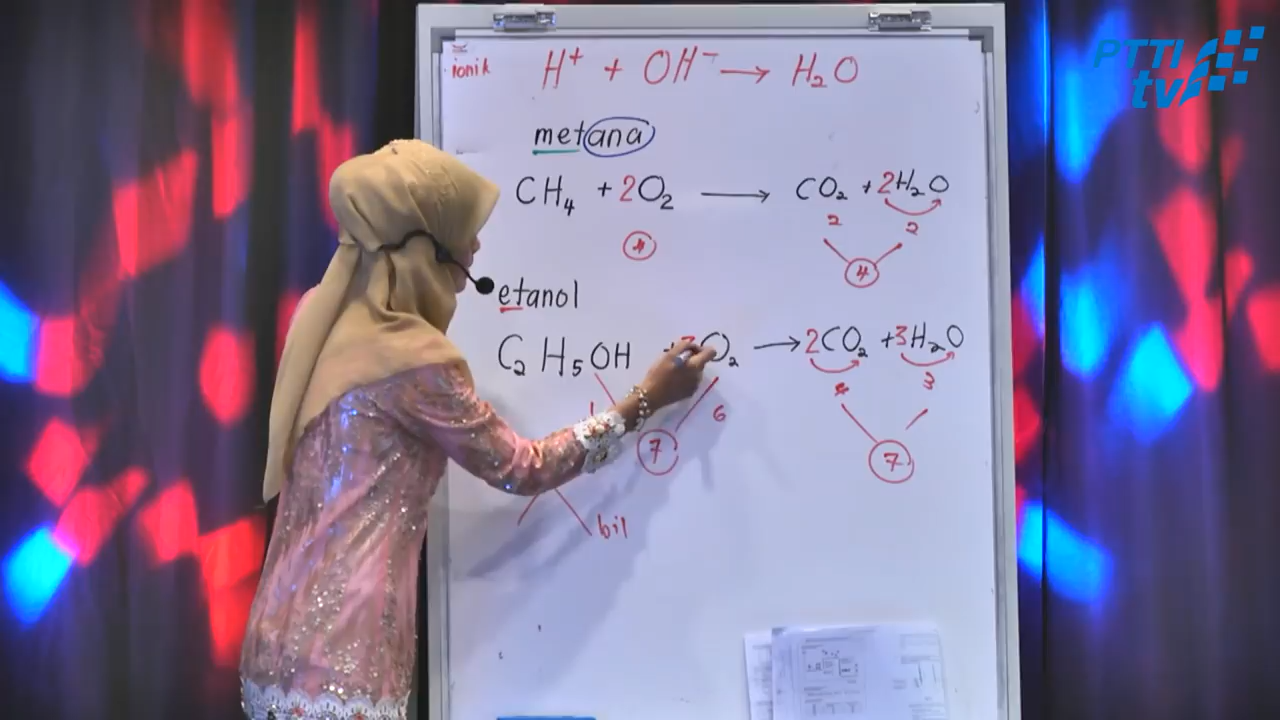 PTTI
tv
ionik H⁺ + OH⁻ → H₂O
metana
CH₄ + 2O₂ → CO₂ + 2H₂O
4 2 2
4
etanol
C₂H₅OH + 3O₂ → 2CO₂ + 3H₂O
1 6 4 3
7 7
bil